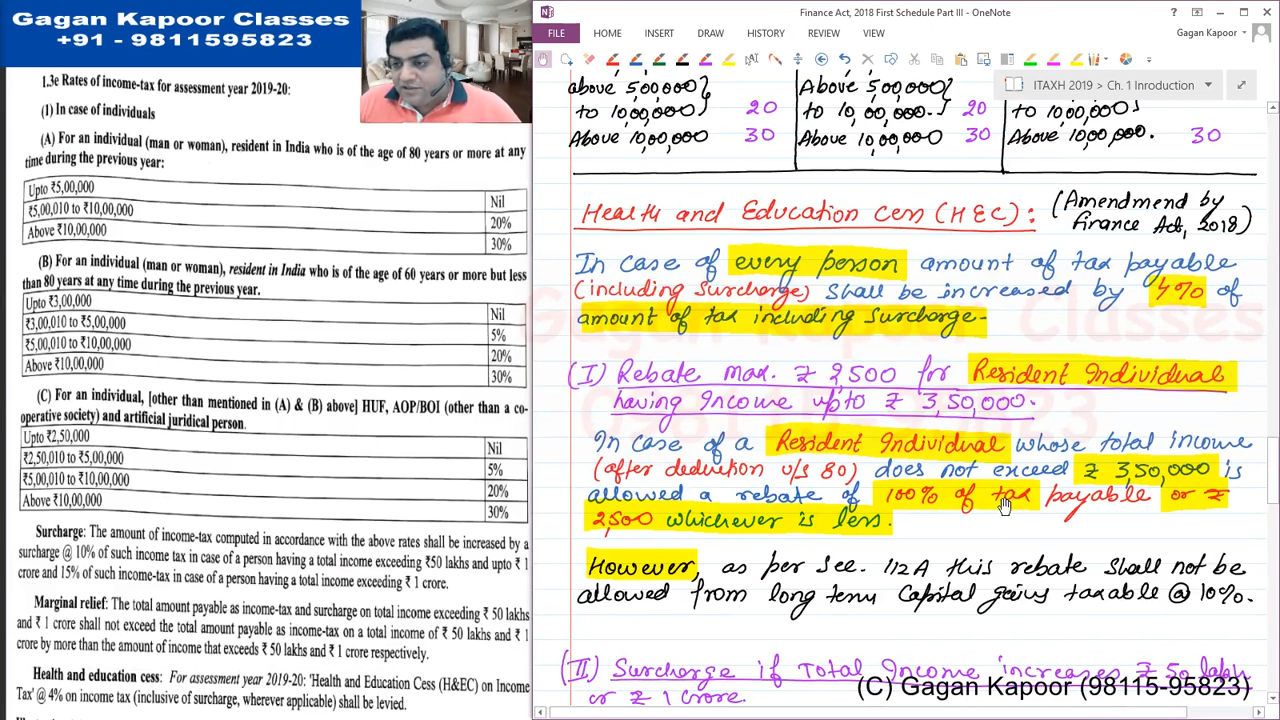 Gagan Kapoor Classes
+91 - 9811595823
1.3e Rates of income-tax for assessment year 2019-20:
(1) In case of individuals
(A) For an individual (man or woman), resident in India who is of the age of 80 years or more at any
time during the previous year:
Upto ₹5,00,000
Nil
₹5,00,010 to ₹10,00,000
20%
Above ₹10,00,000
30%
(B) For an individual (man or woman), resident in India who is of the age of 60 years or more but less
than 80 years at any time during the previous year.
Upto ₹3,00,000
Nil
₹3,00,010 to ₹5,00,000
5%
₹5,00,010 to ₹10,00,000
20%
Above ₹10,00,000
30%
(C) For an individual, [other than mentioned in (A) & (B) above] HUF, AOP/BOI (other than a co-
operative society) and artificial juridical person.
Upto ₹2,50,000
Nil
₹2,50,010 to ₹5,00,000
5%
₹5,00,010 to ₹10,00,000
20%
Above ₹10,00,000
30%
Surcharge: The amount of income-tax computed in accordance with the above rates shall be increased by a
surcharge @ 10% of such income tax in case of a person having a total income exceeding ₹50 lakhs and upto ₹ 1
crore and 15% of such income-tax in case of a person having a total income exceeding ₹ 1 crore.
Marginal relief: The total amount payable as income-tax and surcharge on total income exceeding ₹ 50 lakhs
and ₹ 1 crore shall not exceed the total amount payable as income-tax on a total income of ₹ 50 lakhs and ₹ 1
crore by more than the amount of income that exceeds ₹ 50 lakhs and ₹ 1 crore respectively.
Health and education cess: For assessment year 2019-20: 'Health and Education Cess (H&EC) on Income
Tax' @ 4% on income tax (inclusive of surcharge, wherever applicable) shall be levied.
Finance Act, 2018 First Schedule Part III - OneNote
FILE HOME INSERT DRAW HISTORY REVIEW VIEW
Gagan Kapoor
ITAXH 2019 > Ch. 1 Inroduction
above 5,00,000 Above 5,00,000
to 10,00,000 20 to 10,00,000. 20 to 10,00,000
Above 10,00,000 30 Above 10,00,000 30 Above 10,00,000. 30
Health and Education Cess (HEC): (Amendmend by
Finance Act, 2018)
In case of every person amount of tax payable
(including Surcharge) shall be increased by 4% of
amount of tax including Surcharge-
(I) Rebate max. ₹ 2,500 for Resident Individual
having Income upto ₹ 3,50,000.
In case of a Resident Individual whose total income
(after deduction u/s 80) does not exceed ₹ 3,50,000 is
allowed a rebate of 100% of tax payable or ₹
2,500 whichever is less.
However, as per Sec. 112A this rebate shall not be
allowed from long term Capital gains taxable @ 10%.
(II) Surcharge if Total Income increases ₹ 50 lakh
or ₹ 1 crore
(C) Gagan Kapoor (98115-95823)